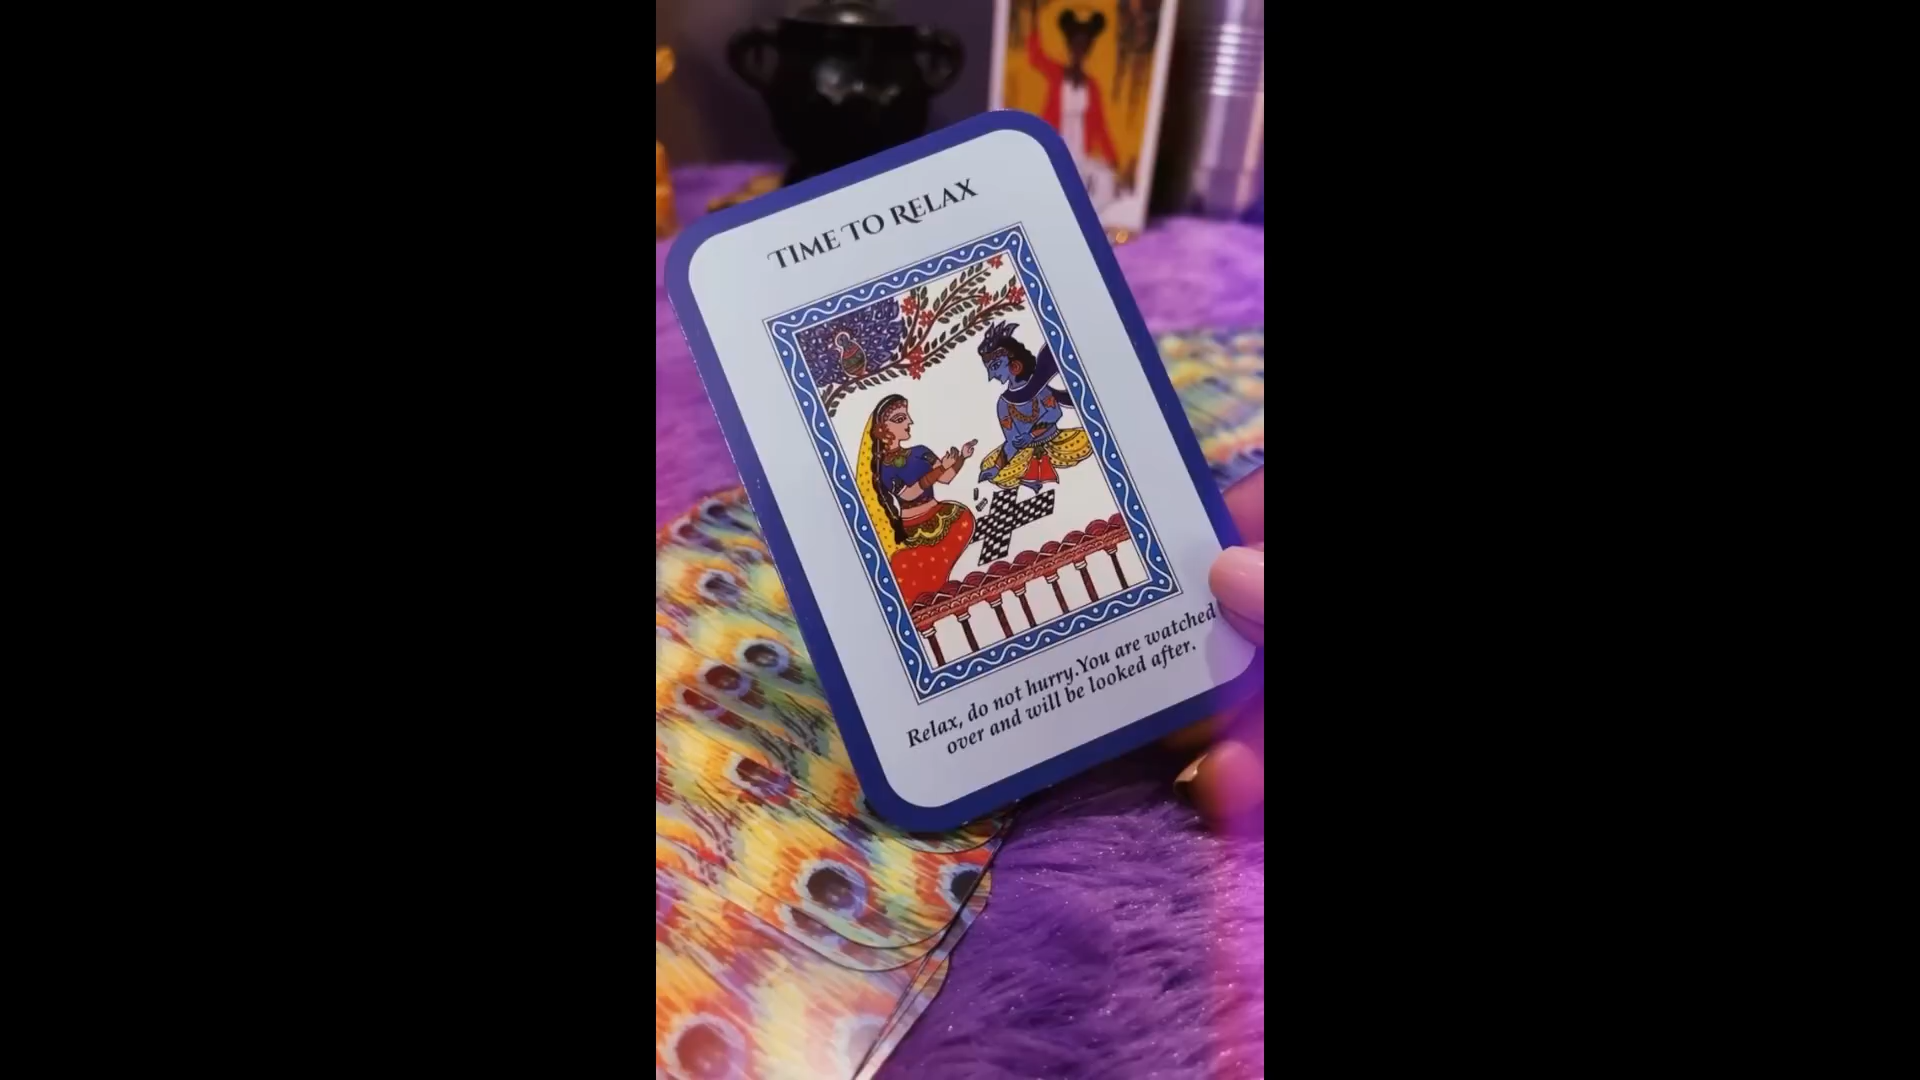 TIME TO RELAX
Relax, do not hurry.You are watched
over and will be looked after.